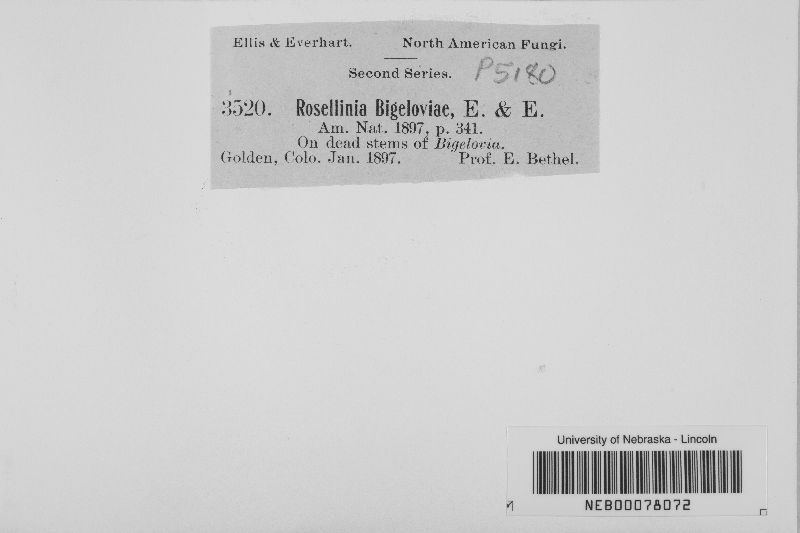 Ellis & Everhart. North American Fungi.
Second Series. P5180
3520. Rosellinia Bigeloviae, E. & E.
Am. Nat. 1897, p. 341.
On dead stems of Bigelovia.
Golden, Colo. Jan. 1897. Prof. E. Bethel.
University of Nebraska - Lincoln
NEB00078072